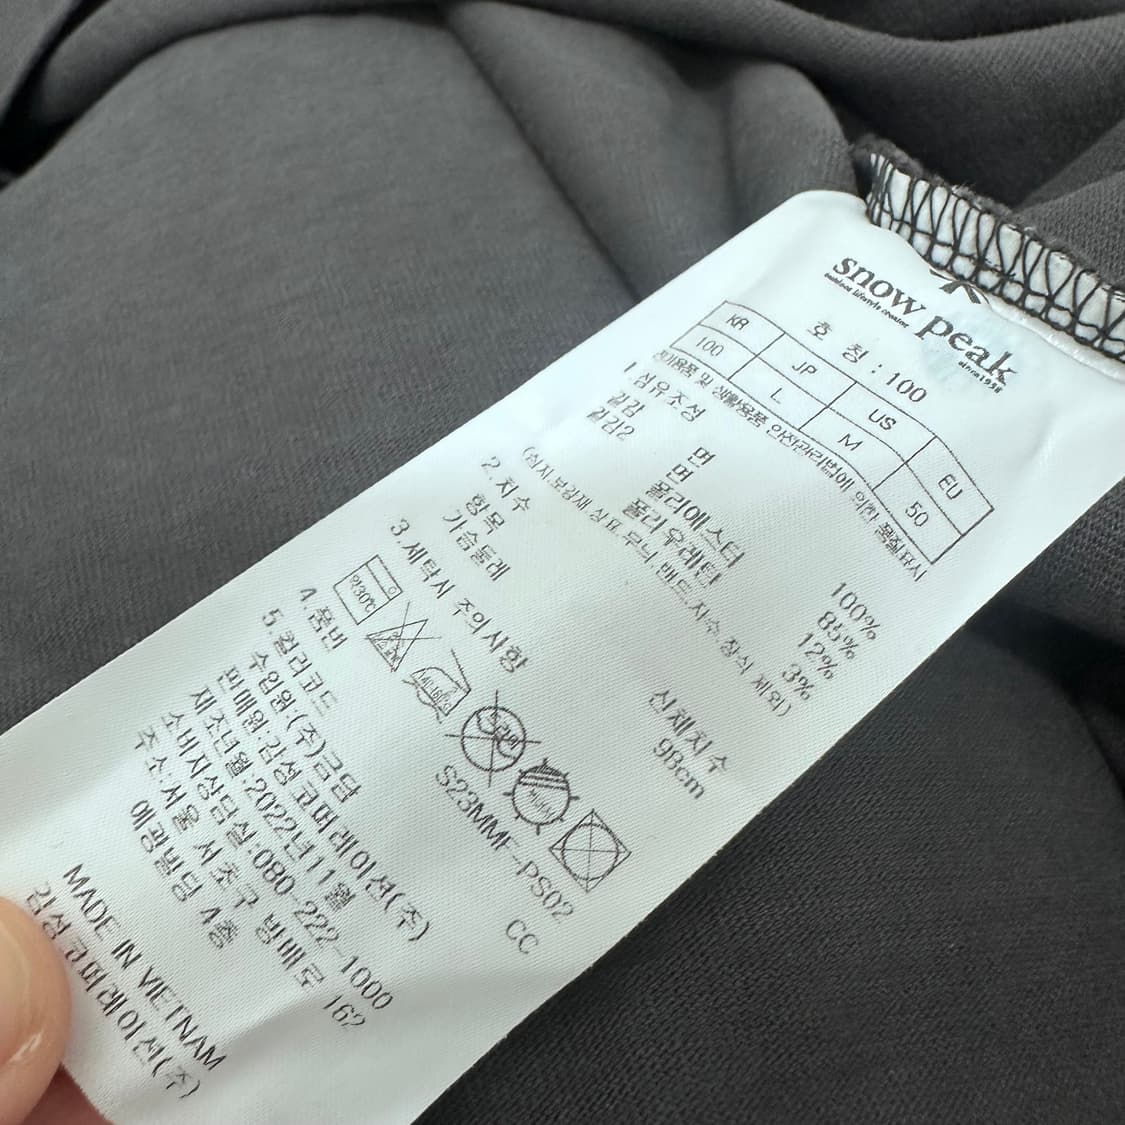 snow peak
outdoor lifestyle creator
since1958
호 칭 : 100
KR JP US EU
100 L M 50
전기용품 및 생활용품 안전관리법에 의한 품질표시
1.섬유조성
겉감 면 100%
겉감2 면 85%
폴리에스터 12%
폴리우레탄 3%
(심지.보강재 상표.무늬.밴드.자수.장식 제외)
2.치수
항목 신체치수
가슴둘레 98cm
3.세탁시 주의사항
약30℃
4.품번 S23MMF-PS02
5.컬러코드 CC
수입원:(주)금담
판매원:감성코퍼레이션(주)
제조년월:2022년11월
소비자상담실:080-222-1000
주소:서울 서초구 방배로 162
예광빌딩 4층
MADE IN VIETNAM
감성코퍼레이션(주)